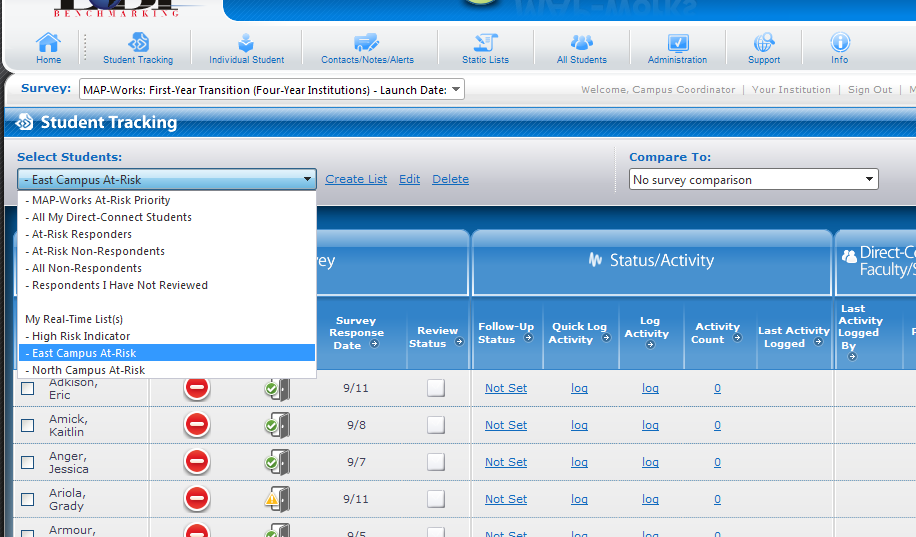 BENCHMARKING
MAP-Works
Home
Student Tracking
Individual Student
Contacts/Notes/Alerts
Static Lists
All Students
Administration
Support
Info
Survey: MAP-Works: First-Year Transition (Four-Year Institutions) - Launch Date:
Welcome, Campus Coordinator | Your Institution | Sign Out | M
Student Tracking
Select Students:
Compare To:
- East Campus At-Risk
Create List Edit Delete
No survey comparison
- MAP-Works At-Risk Priority
- All My Direct-Connect Students
- At-Risk Responders
- At-Risk Non-Respondents
- All Non-Respondents
- Respondents I Have Not Reviewed
My Real-Time List(s)
- High Risk Indicator
- East Campus At-Risk
- North Campus At-Risk
vey
Status/Activity
Direct-C
Faculty/S
Survey
Response
Date
Review
Status
Follow-Up
Status
Quick Log
Activity
Log
Activity
Activity
Count
Last Activity
Logged
Last
Activity
Logged
By
Adkison,
Eric
9/11 Not Set log log 0
Amick,
Kaitlin
9/8 Not Set log log 0
Anger,
Jessica
9/7 Not Set log log 0
Ariola,
Grady
9/11 Not Set log log 0
Armour,
9/5 Not Set log log 0